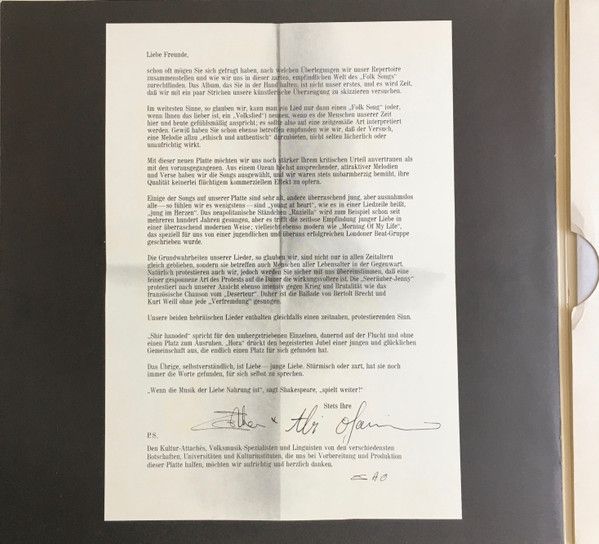 Liebe Freunde,
schon oft mögen Sie sich gefragt haben, nach welchen Überlegungen wir unser Repertoire
zusammenstellen und wie wir uns in dieser zarten, empfindlichen Welt des „Folk Songs"
zurechtfinden. Das Album, das Sie in der Hand halten, ist nicht unser erstes, und es wird Zeit,
daß wir mit ein paar Strichen unsere künstlerische Überzeugung zu skizzieren versuchen.
Im weitesten Sinne, so glauben wir, kann man ein Lied nur dann einen „Folk Song" (oder,
wenn Ihnen das lieber ist, ein „Volkslied") nennen, wenn es die Menschen unserer Zeit
hier und heute gefühlsmäßig anspricht; es sollte also auf eine zeitgemäße Art interpretiert
werden. Gewiß haben Sie schon ebenso betroffen empfunden wie wir, daß der Versuch,
eine Melodie allzu „ethisch und authentisch" darzubieten, nicht selten lächerlich oder
unaufrichtig wirkt.
Mit dieser neuen Platte möchten wir uns noch stärker Ihrem kritischen Urteil anvertrauen als
mit den vorausgegangenen. Aus einem Ozean höchst ansprechender, attraktiver Melodien
und Verse haben wir die Songs ausgewählt, und wir waren stets unbarmherzig bemüht, ihre
Qualität keinerlei flüchtigem kommerziellem Effekt zu opfern.
Einige der Songs auf unserer Platte sind sehr alt, andere überraschend jung, aber ausnahmslos
alle — so fühlen wir es wenigstens — sind „young at heart", wie es in einer Liedzeile heißt,
„jung im Herzen". Das neapolitanische Ständchen „Raziella" wird zum Beispiel schon seit
mehreren hundert Jahren gesungen, aber es trifft die zeitlose Empfindung junger Liebe in
einer überraschend modernen Weise; vielleicht ebenso modern wie „Morning Of My Life",
das speziell für uns von einer jugendlichen und überaus erfolgreichen Londoner Beat-Gruppe
geschrieben wurde.
Die Grundwahrheiten unserer Lieder, so glauben wir, sind nicht nur in allen Zeitaltern
gleich geblieben, sondern sie betreffen auch Menschen aller Lebensalter in der Gegenwart.
Natürlich protestieren auch wir, jedoch werden Sie sicher mit uns übereinstimmen, daß eine
feiner gesponnene Art des Protests auf die Dauer die wirkungsvollere ist. Die „Seeräuber-Jenny"
protestiert nach unserer Ansicht ebenso intensiv gegen Krieg und Brutalität wie das
französische Chanson vom „Deserteur". Daher ist die Ballade von Bertolt Brecht und
Kurt Weill ohne jede „Verfremdung" gesungen.
Unsere beiden hebräischen Lieder enthalten gleichfalls einen zeitnahen, protestierenden Sinn.
„Shir hanoded" spricht für den umhergetriebenen Einzelnen, dauernd auf der Flucht und ohne
einen Platz zum Ausruhen. „Hora" drückt den begeisterten Jubel einer jungen und glücklichen
Gemeinschaft aus, die endlich einen Platz für sich gefunden hat.
Das Übrige, selbstverständlich, ist Liebe — junge Liebe. Stürmisch oder zart, hat sie noch
immer die Worte gefunden, für sich selbst zu sprechen.
„Wenn die Musik der Liebe Nahrung ist", sagt Shakespeare, „spielt weiter!"
Stets Ihre
Esther × Abi Ofarim
P.S.
Den Kultur-Attachés, Volksmusik-Spezialisten und Linguisten von den verschiedensten
Botschaften, Universitäten und Kulturinstituten, die uns bei Vorbereitung und Produktion
dieser Platte halfen, möchten wir aufrichtig und herzlich danken.
E A O